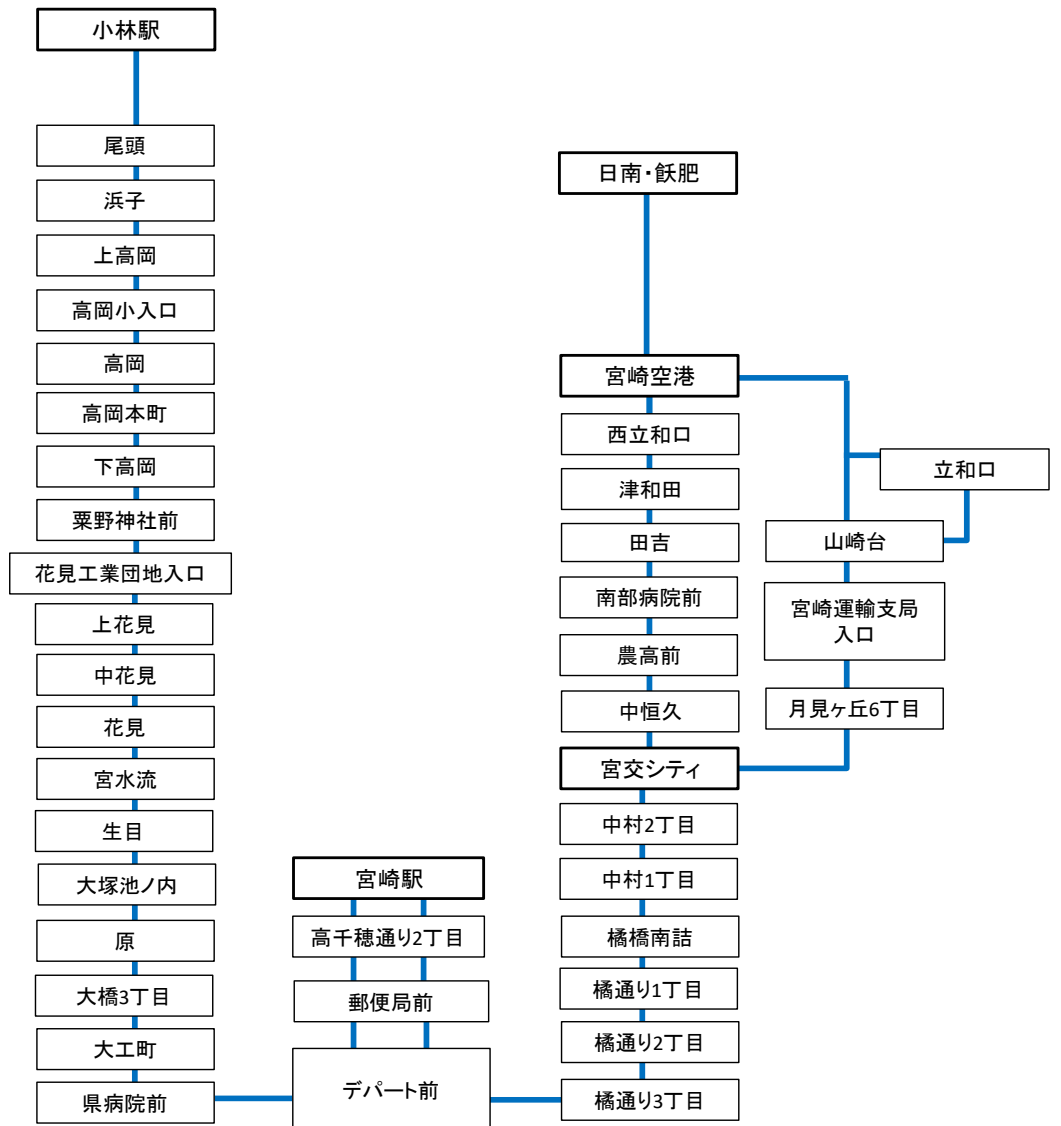 小林駅
尾頭
浜子
上高岡
高岡小入口
高岡
高岡本町
下高岡
粟野神社前
花見工業団地入口
上花見
中花見
花見
宮水流
生目
大塚池ノ内
原
大橋3丁目
大工町
県病院前
宮崎駅
高千穂通り2丁目
郵便局前
デパート前
日南・飫肥
宮崎空港
西立和口
津和田
田吉
南部病院前
農高前
中恒久
宮交シティ
中村2丁目
中村1丁目
橘橋南詰
橘通り1丁目
橘通り2丁目
橘通り3丁目
立和口
山崎台
宮崎運輸支局
入口
月見ヶ丘6丁目